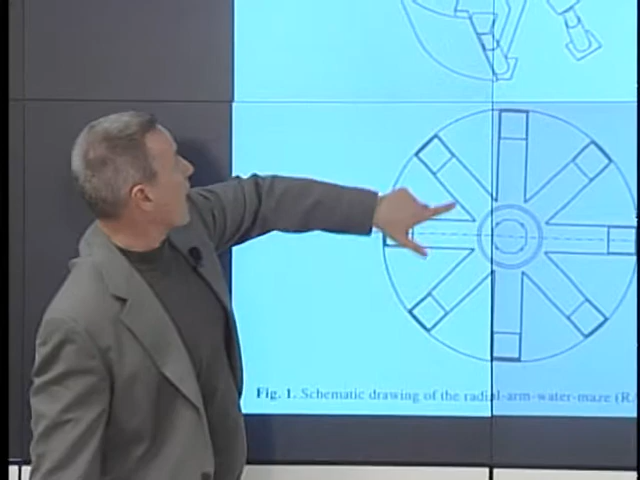 Fig. 1. Schematic drawing of the radial-arm-water-maze (R